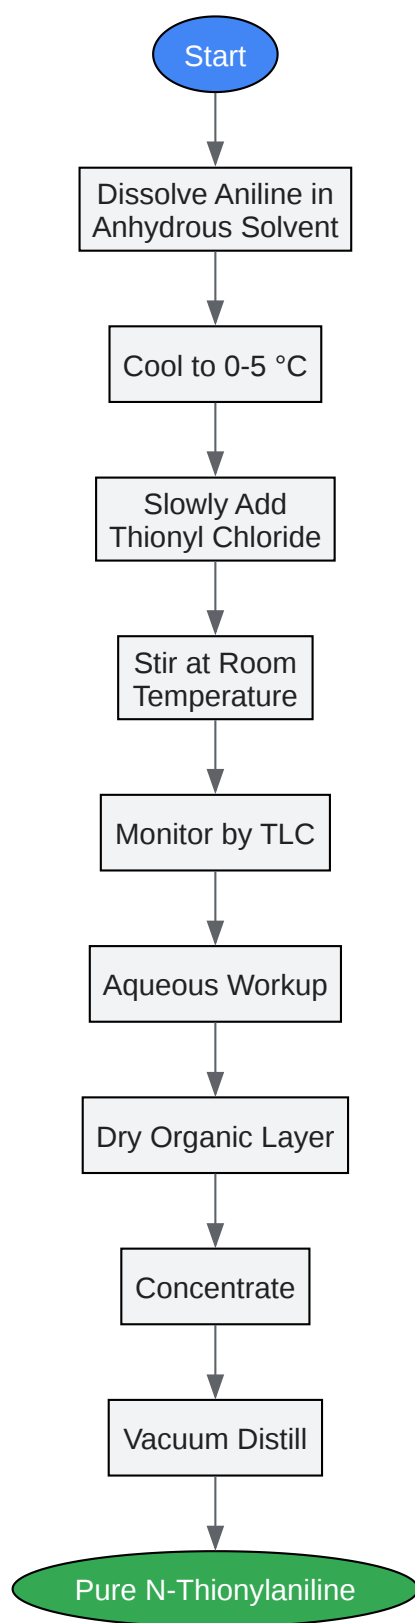 Start
Dissolve Aniline in
Anhydrous Solvent
Cool to 0-5 °C
Slowly Add
Thionyl Chloride
Stir at Room
Temperature
Monitor by TLC
Aqueous Workup
Dry Organic Layer
Concentrate
Vacuum Distill
Pure N-Thionylaniline